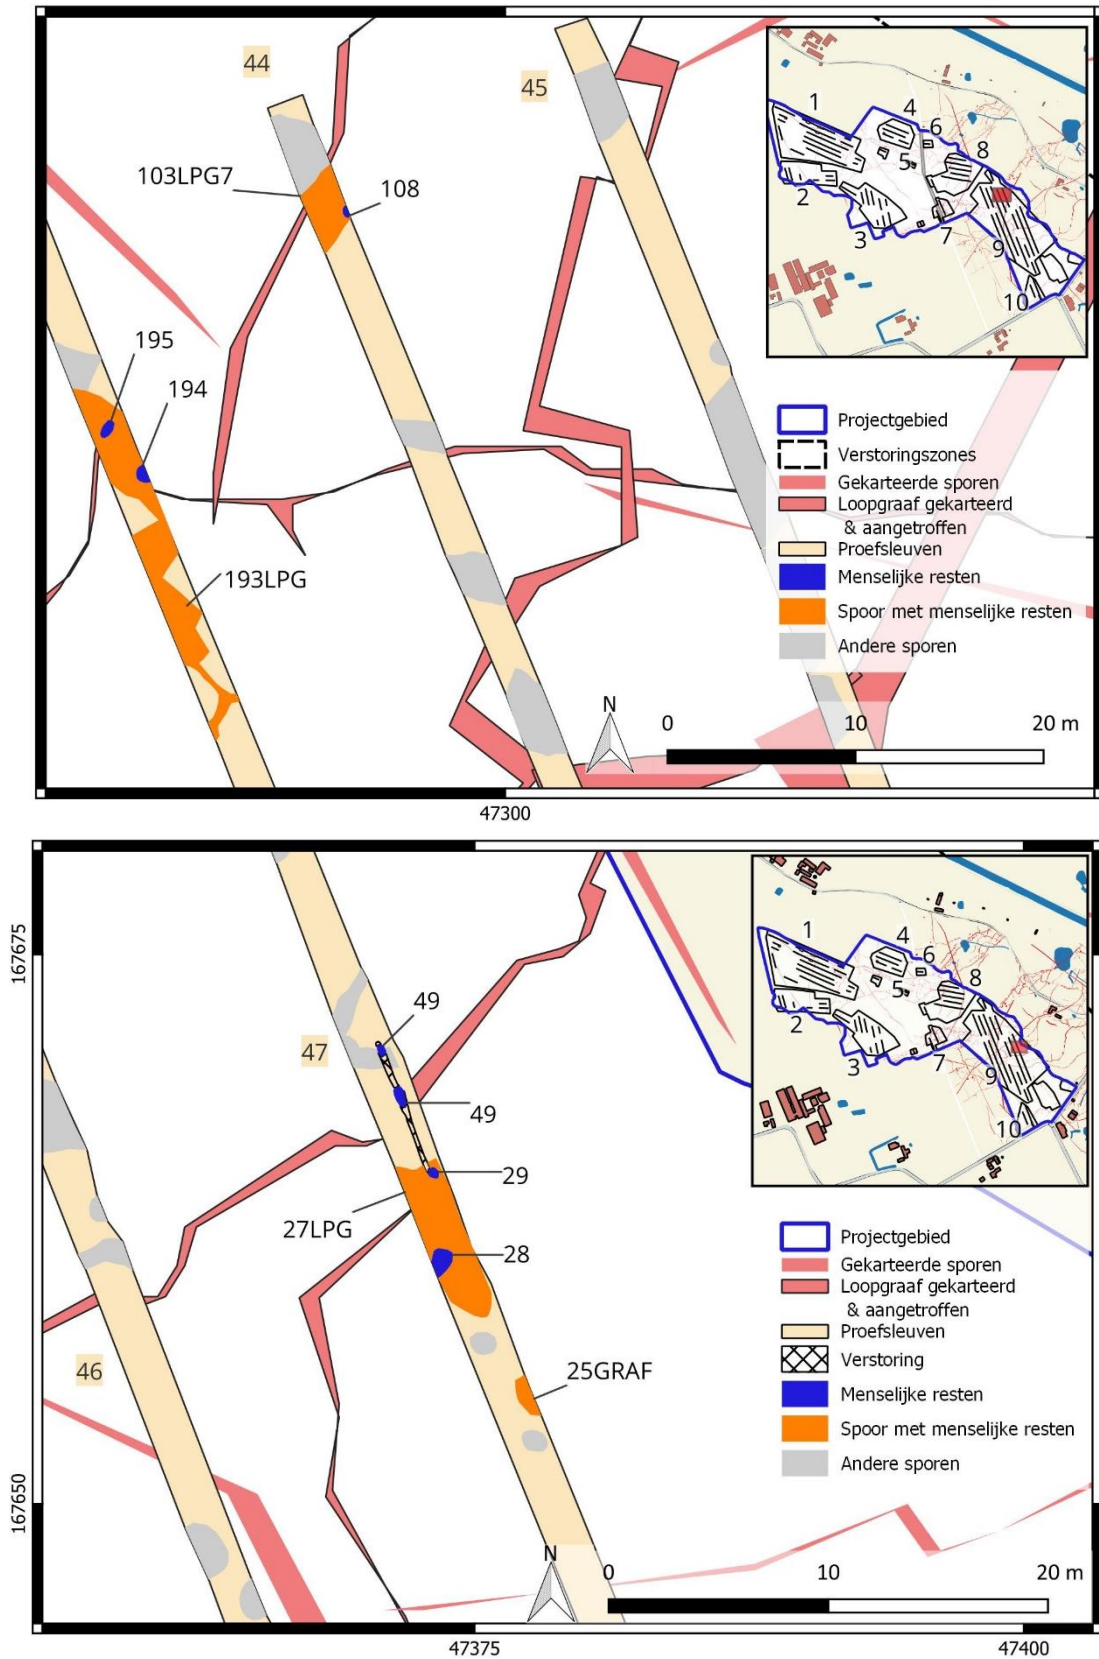 44
45
103LPG7
108
195
194
193LPG
1
4
6
5
8
2
3
7
9
10
Projectgebied
Verstoringszones
Gekarteerde sporen
Loopgraaf gekarteerd
& aangetroffen
Proefsleuven
Menselijke resten
Spoor met menselijke resten
Andere sporen
N
0 10 20 m
47300
167675
167650
47
46
49
49
29
27LPG
28
25GRAF
1
4
6
5
8
2
3
7
9
10
Projectgebied
Gekarteerde sporen
Loopgraaf gekarteerd
& aangetroffen
Proefsleuven
Verstoring
Menselijke resten
Spoor met menselijke resten
Andere sporen
N
0 10 20 m
47375 47400